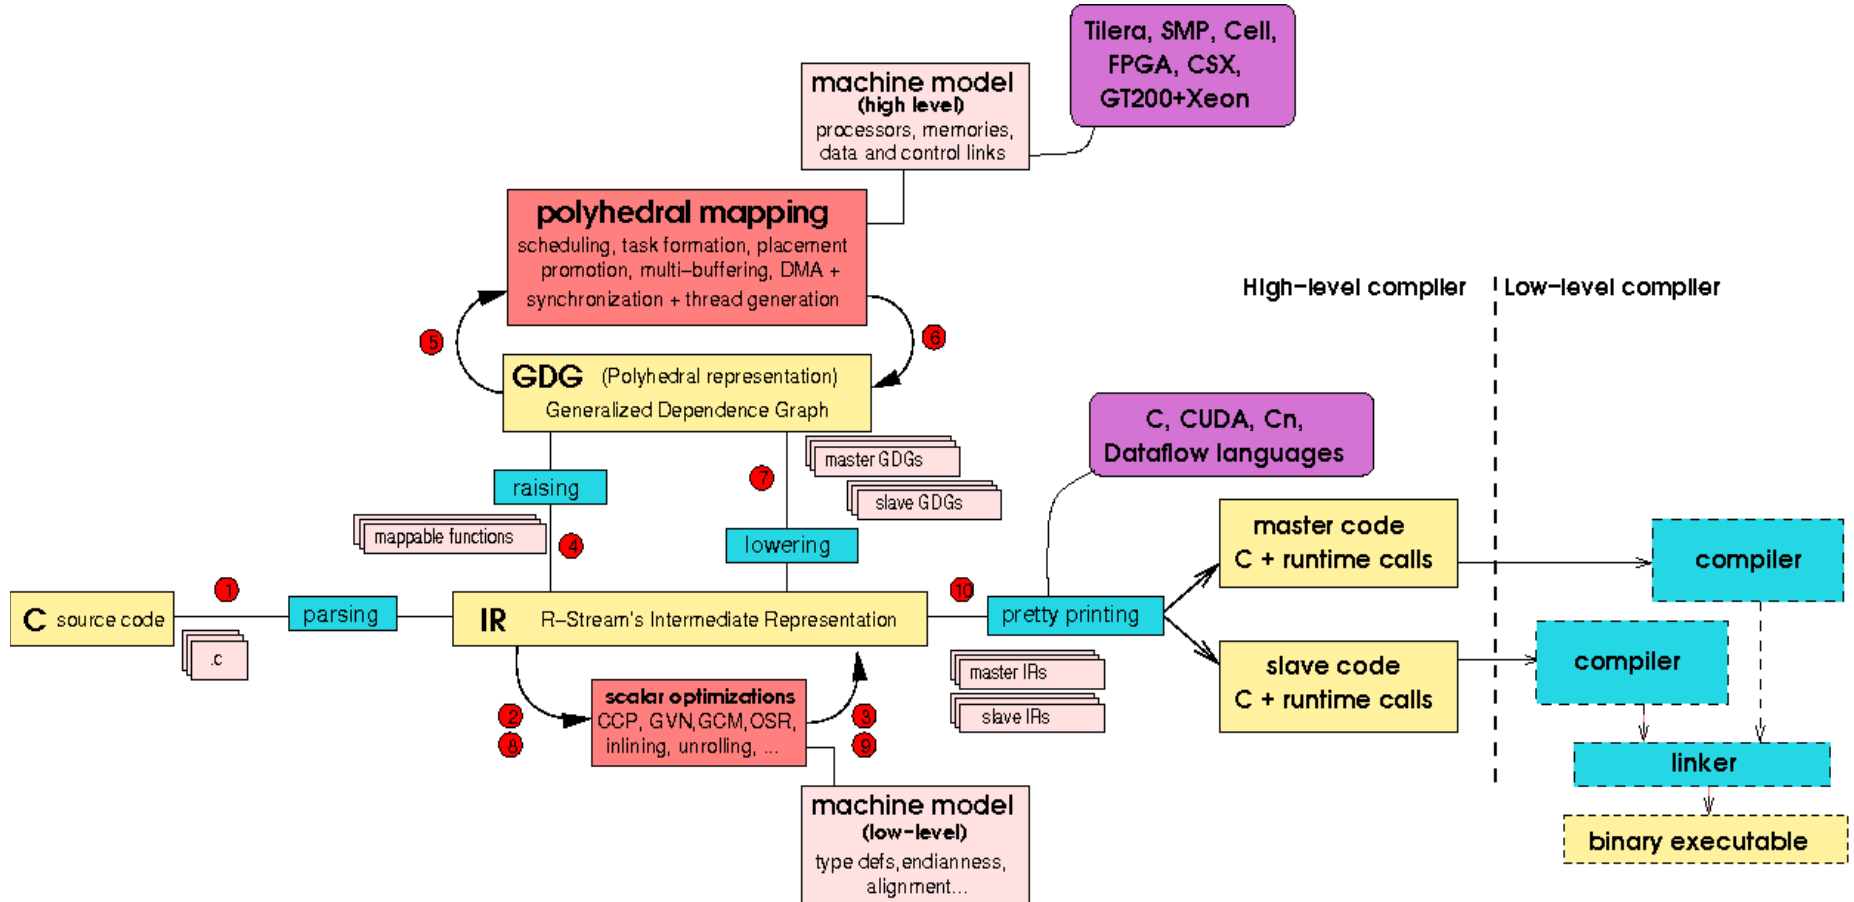 Tilera, SMP, Cell,
FPGA, CSX,
GT200+Xeon
machine model
(high level)
processors, memories,
data and control links
polyhedral mapping
scheduling, task formation, placement
promotion, multi-buffering, DMA +
synchronization + thread generation
High-level compiler
Low-level compiler
5
6
GDG (Polyhedral representation)
Generalized Dependence Graph
C, CUDA, Cn,
Dataflow languages
master GDGs
slave GDGs
7
raising
mappable functions
4
lowering
master code
C + runtime calls
compiler
1
10
C source code
parsing
IR R-Stream's Intermediate Representation
pretty printing
.c
master IRs
slave IRs
slave code
C + runtime calls
compiler
scalar optimizations
CCP, GVN,GCM,OSR,
inlining, unrolling, ...
2
8
3
9
linker
machine model
(low-level)
type defs,endianness,
alignment...
binary executable